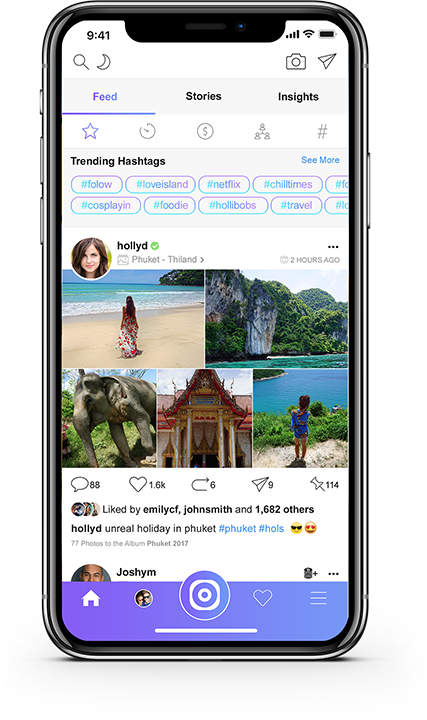 9:41
Feed Stories Insights
$ #
Trending Hashtags See More
#folow #loveisland #netflix #chilltimes #fo
#cosplayin #foodie #hollibobs #travel #lo
hollyd
Phuket - Thiland > 2 HOURS AGO
88 1.6k 6 9 114
Liked by emilycf, johnsmith and 1,682 others
hollyd unreal holiday in phuket #phuket #hols 😎😍
77 Photos to the Album Phuket 2017
Joshym